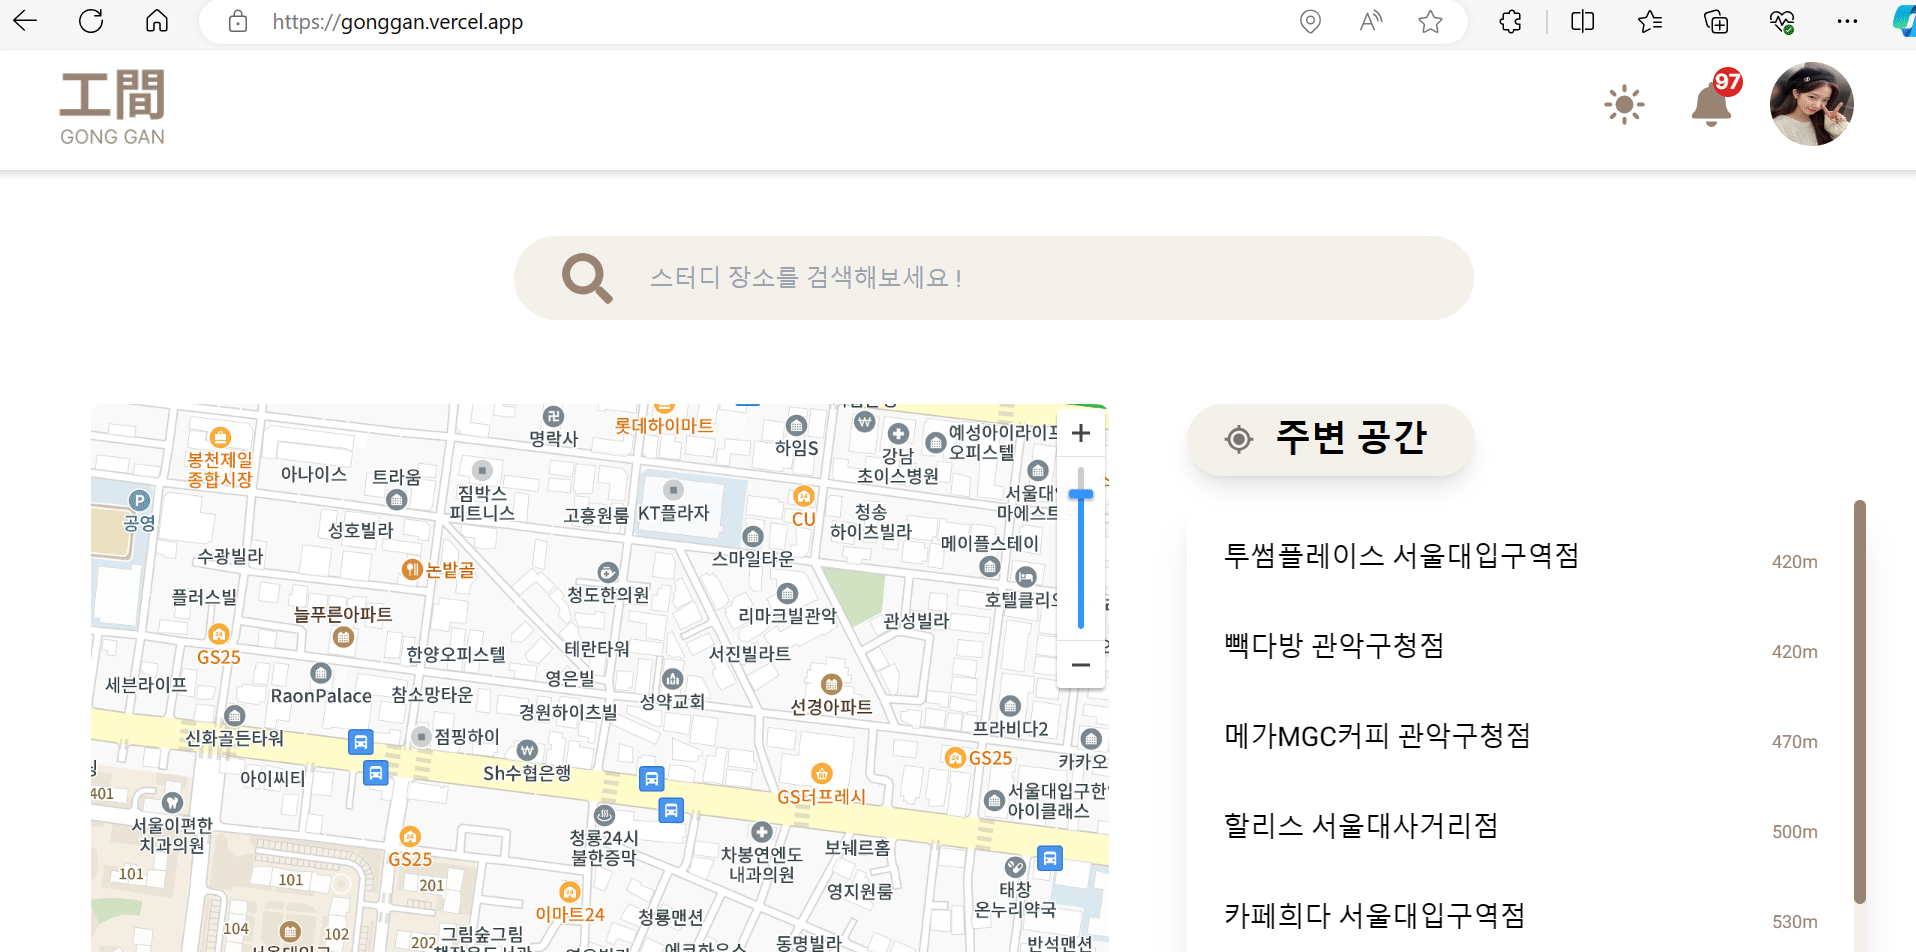 https://gonggan.vercel.app
工間
GONG GAN
97
스터디 장소를 검색해보세요 !
주변 공간
투썸플레이스 서울대입구역점
420m
빽다방 관악구청점
420m
메가MGC커피 관악구청점
470m
할리스 서울대사거리점
500m
카페희다 서울대입구역점
530m
명락사
롯데하이마트
하임S
강남
초이스병원
예성아이라이프
오피스텔
봉천제일
종합시장
아나이스
트라움
짐박스
피트니스
고흥원룸
KT플라자
CU
청송
하이츠빌라
서울대입
마에스트
P
공영
성호빌라
수광빌라
논밭골
스마일타운
메이플스테이
플러스빌
청도한의원
리마크빌관악
호텔클리오
늘푸른아파트
관성빌라
GS25
한양오피스텔
테란타워
서진빌라트
세븐라이프
RaonPalace
참소망타운
영은빌
성약교회
선경아파트
경원하이츠빌
프라비다2
신화골든타워
점핑하이
아이씨티
Sh수협은행
GS25
카카오
GS더프레시
401
서울대입구한
아이클래스
서울이편한
치과의원
청룡24시
불한증막
차봉연엔도
내과의원
보눼르홈
GS25
101
101
201
영지원룸
태창
온누리약국
이마트24
청룡맨션
104
102
202
그림숲그림
동명빌라
반석맨션